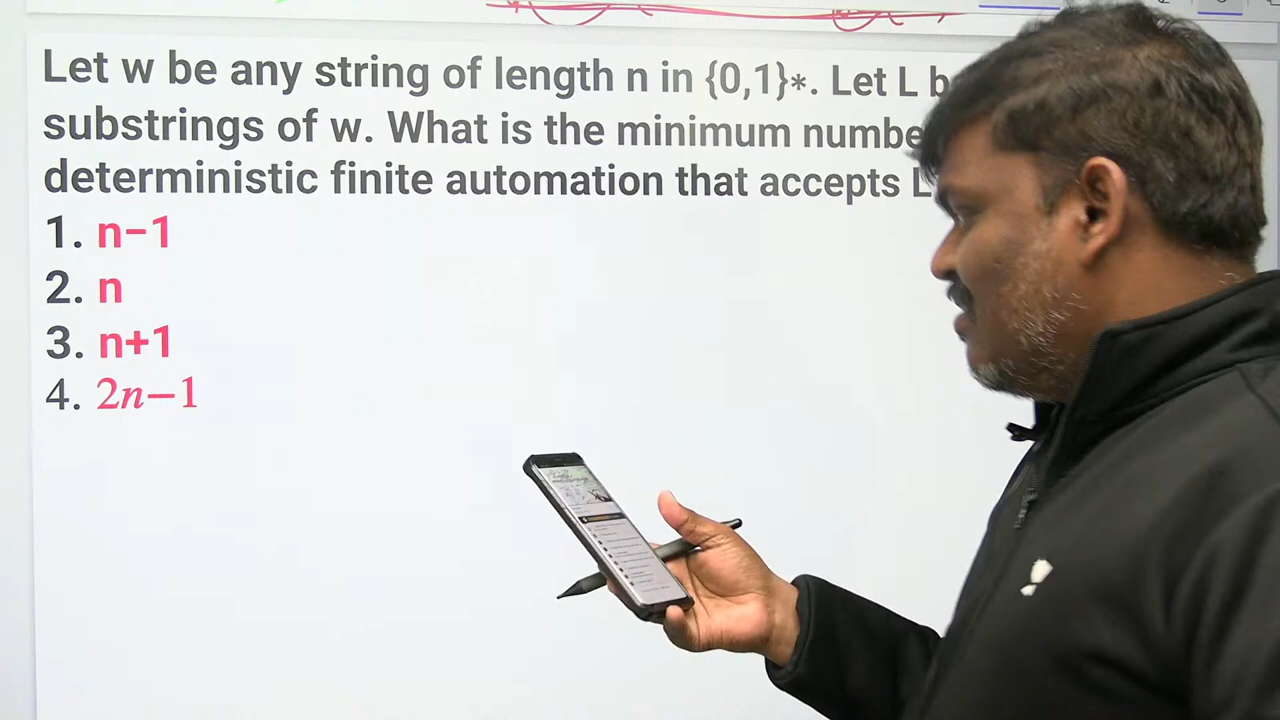 Let w be any string of length n in {0,1}*. Let L
substrings of w. What is the minimum
deterministic finite automation that accepts L
1. n−1
2. n
3. n+1
4. 2n−1